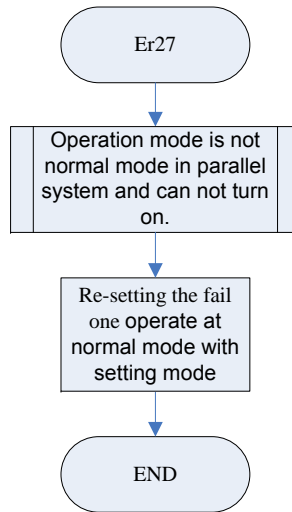 Er27
Operation mode is not
normal mode in parallel
system and can not turn
on.
Re-setting the fail
one operate at
normal mode with
setting mode
END